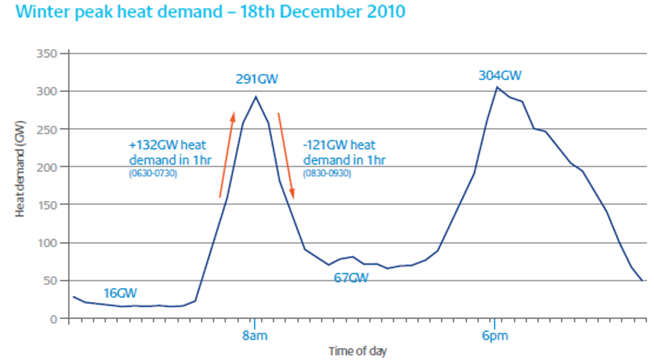 Winter peak heat demand – 18th December 2010
350
300
250
200
150
100
50
0
Heat demand (GW)
291GW
304GW
+132GW heat
demand in 1hr
(0630-0730)
-121GW heat
demand in 1hr
(0830-0930)
16GW
67GW
8am
6pm
Time of day